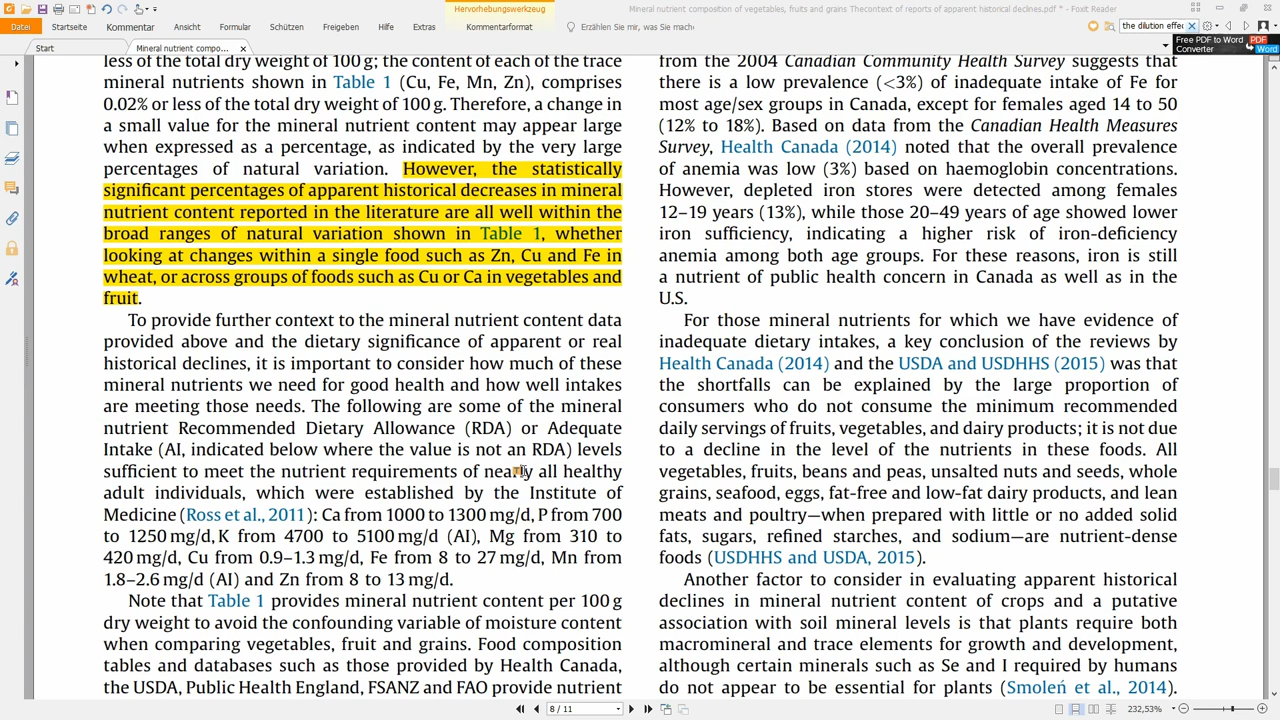 Hervorhebungswerkzeug
Mineral nutrient composition of vegetables, fruits and grains Thecontext of reports of apparent historical declines.pdf * - Foxit Reader
Datei Startseite Kommentar Ansicht Formular Schützen Freigeben Hilfe Extras Kommentarformat Erzählen Sie mir, was Sie mach the dilution effec
Start Mineral nutrient compo... Free PDF to Word
Converter PDF Word
less of the total dry weight of 100 g; the content of each of the trace
mineral nutrients shown in Table 1 (Cu, Fe, Mn, Zn), comprises
0.02% or less of the total dry weight of 100 g. Therefore, a change in
a small value for the mineral nutrient content may appear large
when expressed as a percentage, as indicated by the very large
percentages of natural variation. However, the statistically
significant percentages of apparent historical decreases in mineral
nutrient content reported in the literature are all well within the
broad ranges of natural variation shown in Table 1, whether
looking at changes within a single food such as Zn, Cu and Fe in
wheat, or across groups of foods such as Cu or Ca in vegetables and
fruit.
To provide further context to the mineral nutrient content data
provided above and the dietary significance of apparent or real
historical declines, it is important to consider how much of these
mineral nutrients we need for good health and how well intakes
are meeting those needs. The following are some of the mineral
nutrient Recommended Dietary Allowance (RDA) or Adequate
Intake (AI, indicated below where the value is not an RDA) levels
sufficient to meet the nutrient requirements of nearly all healthy
adult individuals, which were established by the Institute of
Medicine (Ross et al., 2011): Ca from 1000 to 1300 mg/d, P from 700
to 1250 mg/d, K from 4700 to 5100 mg/d (AI), Mg from 310 to
420 mg/d, Cu from 0.9–1.3 mg/d, Fe from 8 to 27 mg/d, Mn from
1.8–2.6 mg/d (AI) and Zn from 8 to 13 mg/d.
Note that Table 1 provides mineral nutrient content per 100 g
dry weight to avoid the confounding variable of moisture content
when comparing vegetables, fruit and grains. Food composition
tables and databases such as those provided by Health Canada,
the USDA, Public Health England, FSANZ and FAO provide nutrient
from the 2004 Canadian Community Health Survey suggests that
there is a low prevalence (<3%) of inadequate intake of Fe for
most age/sex groups in Canada, except for females aged 14 to 50
(12% to 18%). Based on data from the Canadian Health Measures
Survey, Health Canada (2014) noted that the overall prevalence
of anemia was low (3%) based on haemoglobin concentrations.
However, depleted iron stores were detected among females
12–19 years (13%), while those 20–49 years of age showed lower
iron sufficiency, indicating a higher risk of iron-deficiency
anemia among both age groups. For these reasons, iron is still
a nutrient of public health concern in Canada as well as in the
U.S.
For those mineral nutrients for which we have evidence of
inadequate dietary intakes, a key conclusion of the reviews by
Health Canada (2014) and the USDA and USDHHS (2015) was that
the shortfalls can be explained by the large proportion of
consumers who do not consume the minimum recommended
daily servings of fruits, vegetables, and dairy products; it is not due
to a decline in the level of the nutrients in these foods. All
vegetables, fruits, beans and peas, unsalted nuts and seeds, whole
grains, seafood, eggs, fat-free and low-fat dairy products, and lean
meats and poultry—when prepared with little or no added solid
fats, sugars, refined starches, and sodium—are nutrient-dense
foods (USDHHS and USDA, 2015).
Another factor to consider in evaluating apparent historical
declines in mineral nutrient content of crops and a putative
association with soil mineral levels is that plants require both
macromineral and trace elements for growth and development,
although certain minerals such as Se and I required by humans
do not appear to be essential for plants (Smoleń et al., 2014).
8 / 11 232,53%